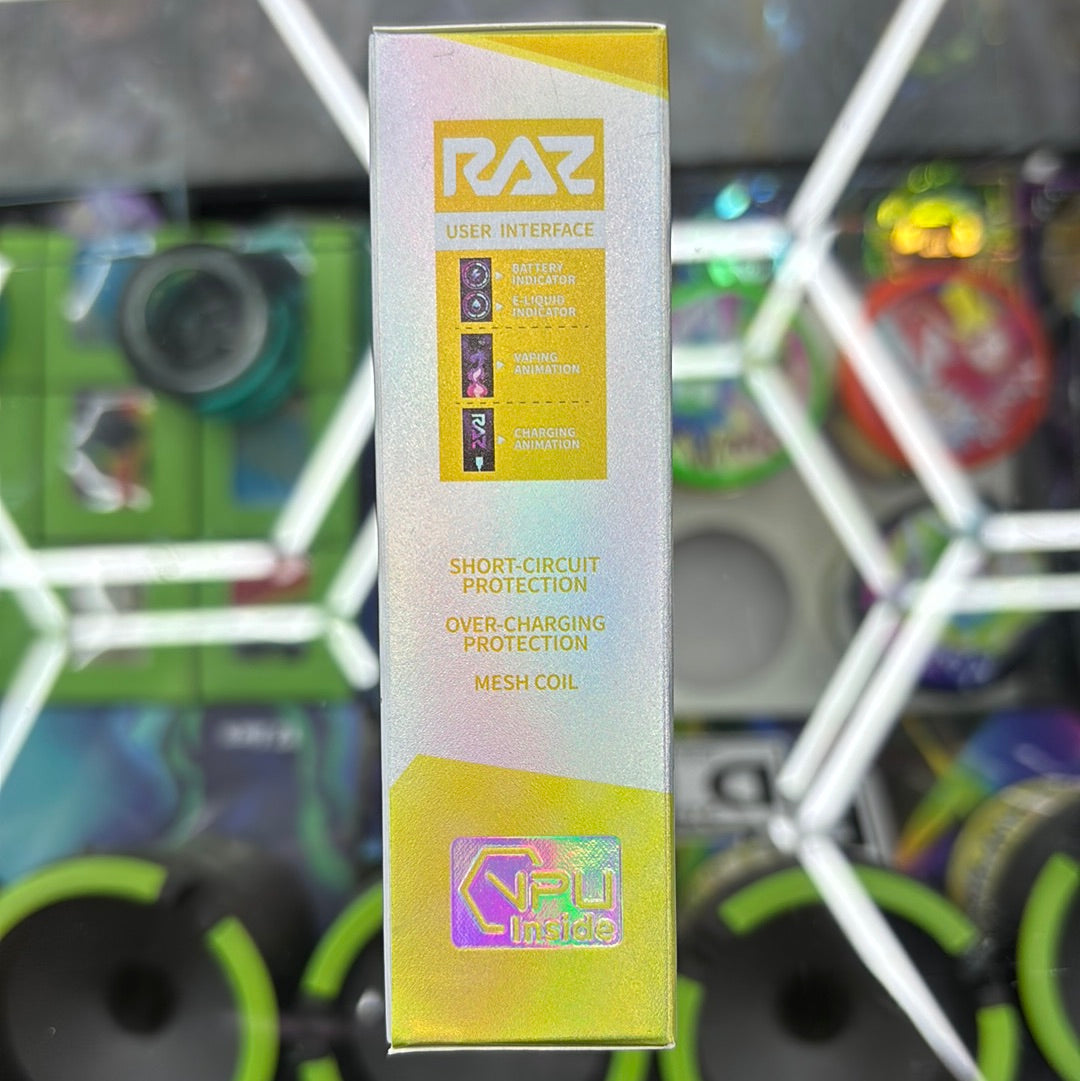 RAZ
USER INTERFACE
BATTERY
INDICATOR
E-LIQUID
INDICATOR
VAPING
ANIMATION
RAZ
CHARGING
ANIMATION
SHORT-CIRCUIT
PROTECTION
OVER-CHARGING
PROTECTION
MESH COIL
VPU
Inside